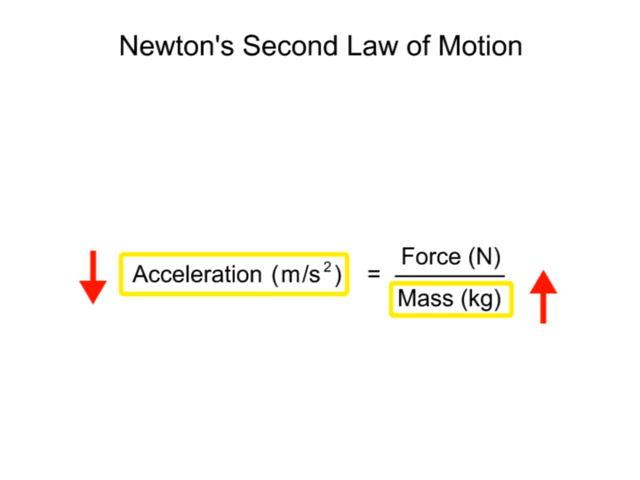 Newton's Second Law of Motion
Acceleration (m/s²) = Force (N)
Mass (kg)